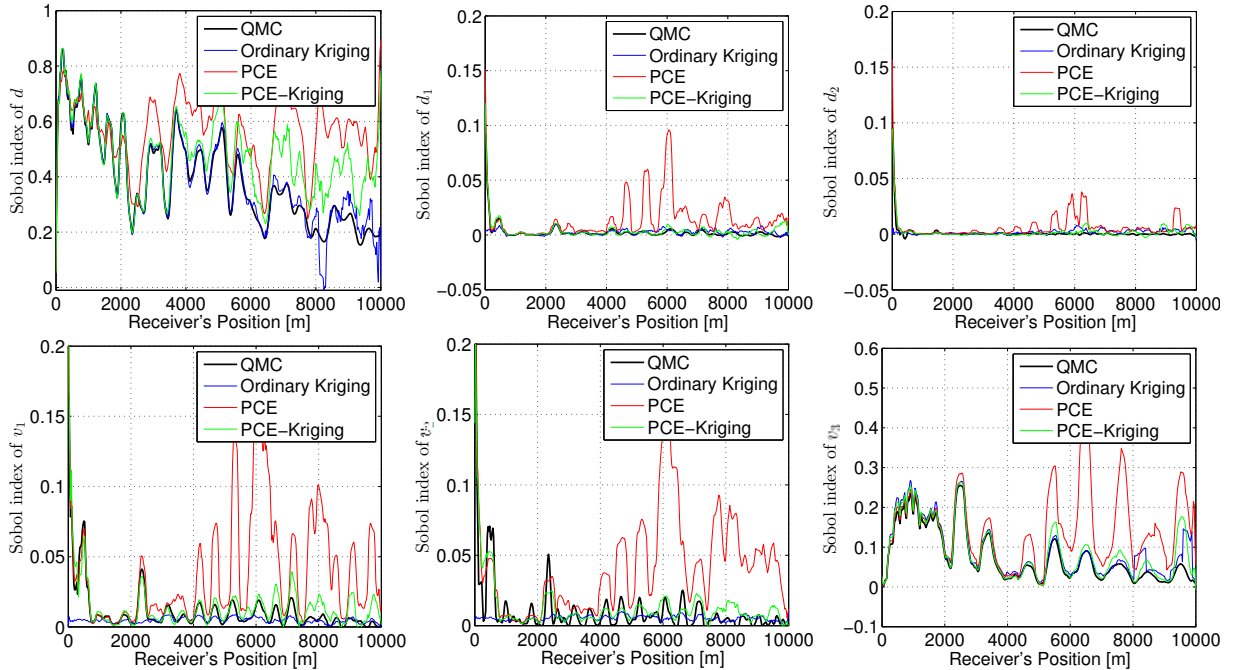 QMC
Ordinary Kriging
PCE
PCE−Kriging
Sobol index of d
1
0.8
0.6
0.4
0.2
0
0 2000 4000 6000 8000 10000
Receiver's Position [m]
QMC
Ordinary Kriging
PCE
PCE−Kriging
Sobol index of d1
0.2
0.15
0.1
0.05
0
−0.05
0 2000 4000 6000 8000 10000
Receiver's Position [m]
QMC
Ordinary Kriging
PCE
PCE−Kriging
Sobol index of d2
0.2
0.15
0.1
0.05
0
−0.05
0 2000 4000 6000 8000 10000
Receiver's Position [m]
QMC
Ordinary Kriging
PCE
PCE−Kriging
Sobol index of v1
0.2
0.15
0.1
0.05
0
0 2000 4000 6000 8000 10000
Receiver's Position [m]
QMC
Ordinary Kriging
PCE
PCE−Kriging
Sobol index of v2
0.2
0.15
0.1
0.05
0
0 2000 4000 6000 8000 10000
Receiver's Position [m]
QMC
Ordinary Kriging
PCE
PCE−Kriging
Sobol index of v3
0.6
0.5
0.4
0.3
0.2
0.1
0
−0.1
0 2000 4000 6000 8000 10000
Receiver's Position [m]